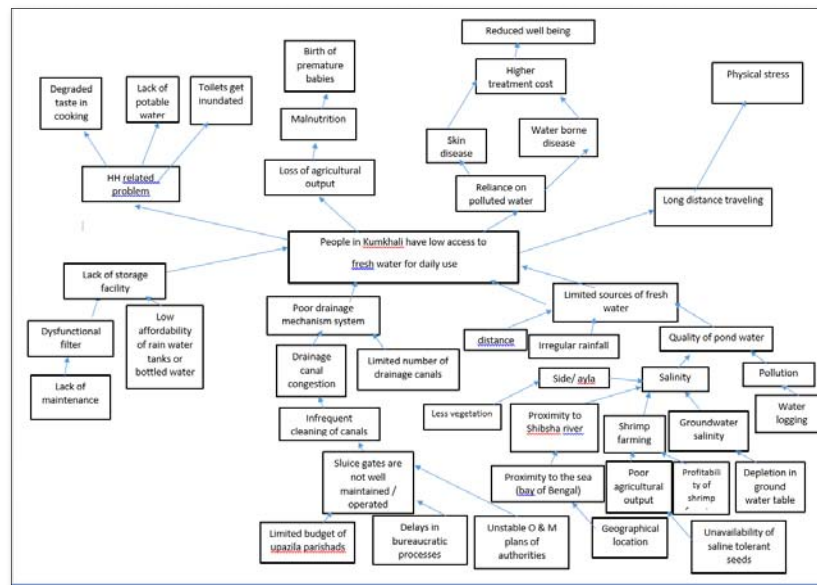 Reduced well being
Birth of
premature
babies
Higher
treatment cost
Physical stress
Degraded
taste in
cooking
Lack of
potable
water
Toilets get
inundated
Malnutrition
Skin
disease
Water borne
disease
HH related
problem
Loss of agricultural
output
Reliance on
polluted water
Long distance traveling
People in Kumkhali have low access to
fresh water for daily use
Lack of storage
facility
Limited sources of fresh
water
Poor drainage
mechanism system
Dysfunctional
filter
Low
affordability
of rain water
tanks or
bottled water
distance
Irregular rainfall
Quality of pond water
Drainage
canal
congestion
Limited number of
drainage canals
Lack of
maintenance
Side/ ayla
Salinity
Pollution
Less vegetation
Infrequent
cleaning of canals
Proximity to
Shibsha river
Shrimp
farming
Groundwater
salinity
Water
logging
Sluice gates are
not well
maintained /
operated
Proximity to the sea
(bay of Bengal)
Poor
agricultural
output
Profitabili
ty of
shrimp
Depletion in
ground
water table
Limited budget of
upazila parishads
Delays in
bureaucratic
processes
Unstable O & M
plans of
authorities
Geographical
location
Unavailability of
saline tolerant
seeds